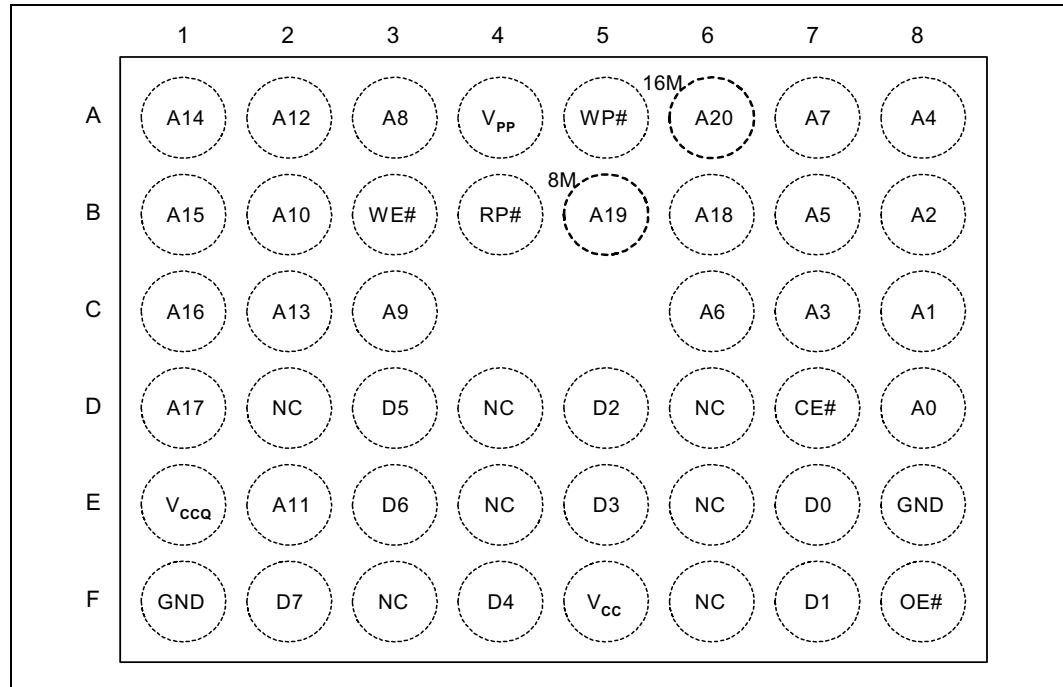 1 2 3 4 5 6 7 8
16M
A A14 A12 A8 VPP WP# A20 A7 A4
8M
B A15 A10 WE# RP# A19 A18 A5 A2
C A16 A13 A9 A6 A3 A1
D A17 NC D5 NC D2 NC CE# A0
E VCCQ A11 D6 NC D3 NC D0 GND
F GND D7 NC D4 VCC NC D1 OE#